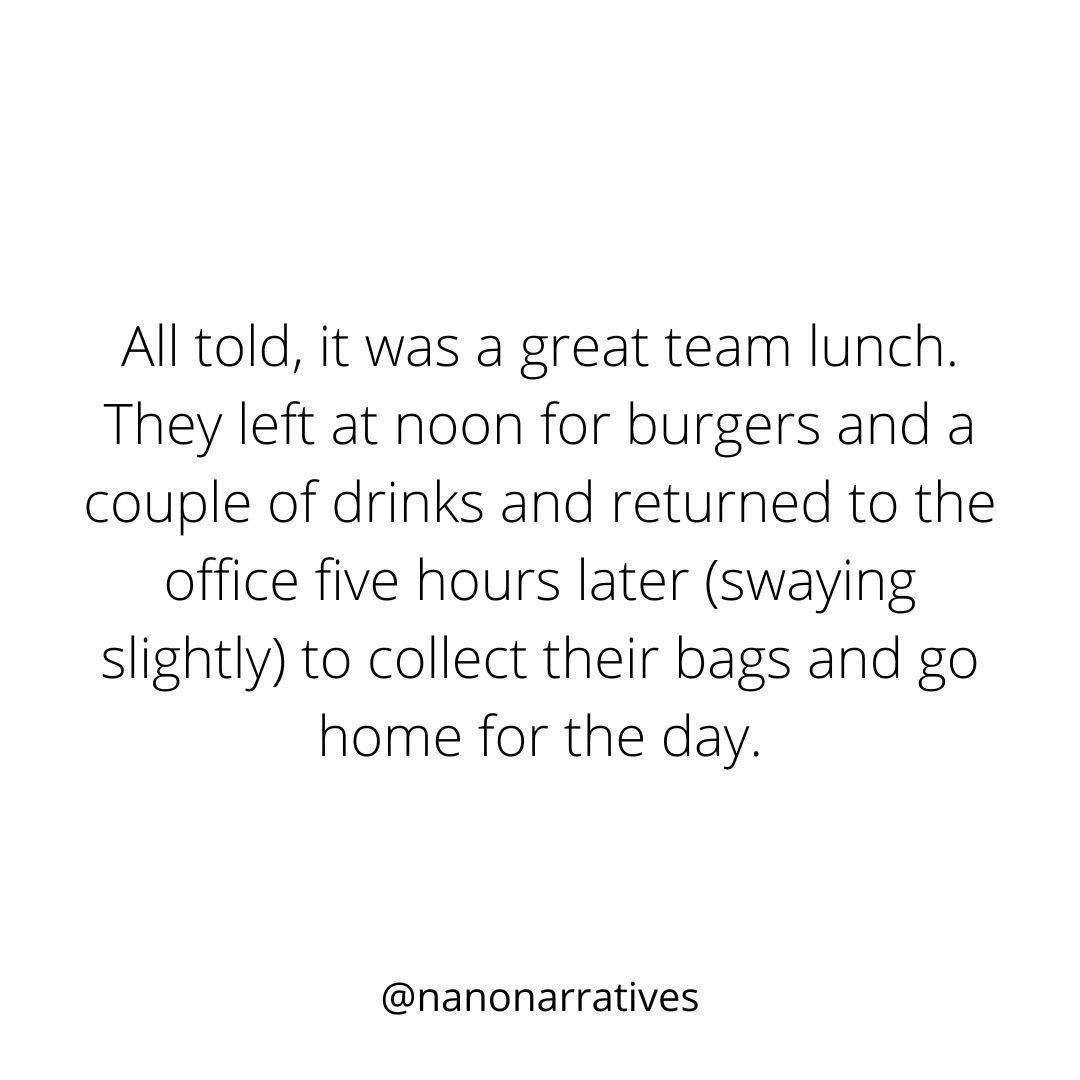 All told, it was a great team lunch.
They left at noon for burgers and a
couple of drinks and returned to the
office five hours later (swaying
slightly) to collect their bags and go
home for the day.
@nanonarratives